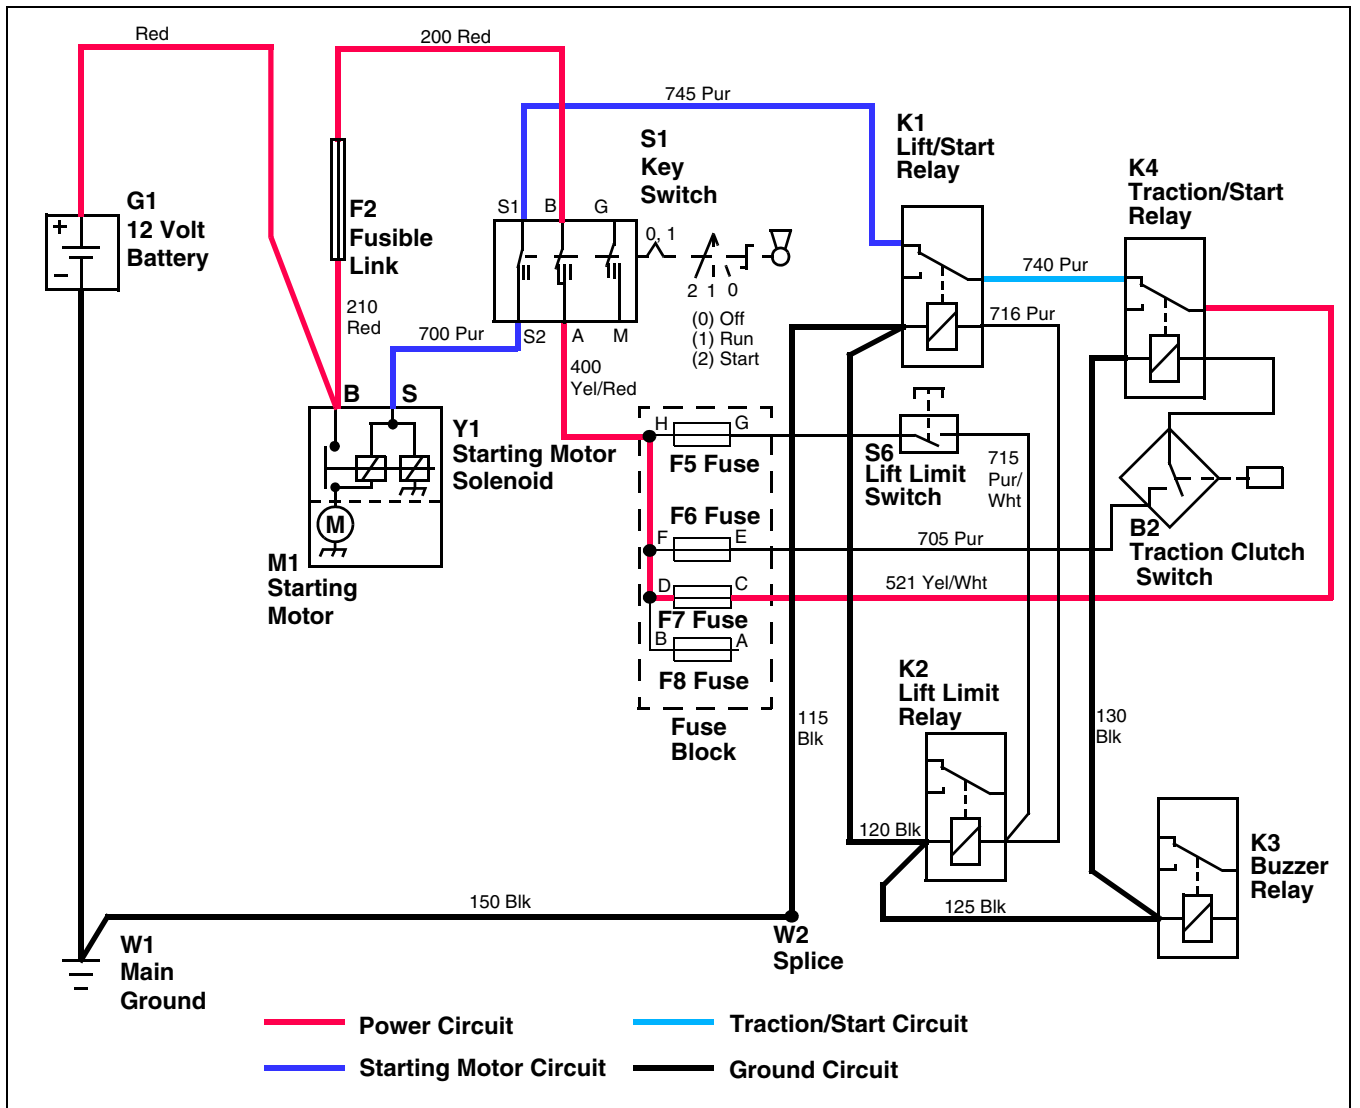 Red
200 Red
745 Pur
K1
Lift/Start
Relay
S1
Key
Switch
K4
Traction/Start
Relay
G1
12 Volt
Battery
+
–
F2
Fusible
Link
S1
B
G
0, 1
2 1 0
(0) Off
(1) Run
(2) Start
740 Pur
716 Pur
210
Red
700 Pur
S2
A
M
400
Yel/Red
B
S
Y1
Starting Motor
Solenoid
M
M1
Starting
Motor
H
G
F5 Fuse
F6 Fuse
F
E
D
C
F7 Fuse
B
A
F8 Fuse
Fuse
Block
S6
Lift Limit
Switch
715
Pur/
Wht
705 Pur
B2
Traction Clutch
Switch
521 Yel/Wht
K2
Lift Limit
Relay
115
Blk
130
Blk
120 Blk
K3
Buzzer
Relay
125 Blk
150 Blk
W1
Main
Ground
W2
Splice
Power Circuit
Traction/Start Circuit
Starting Motor Circuit
Ground Circuit